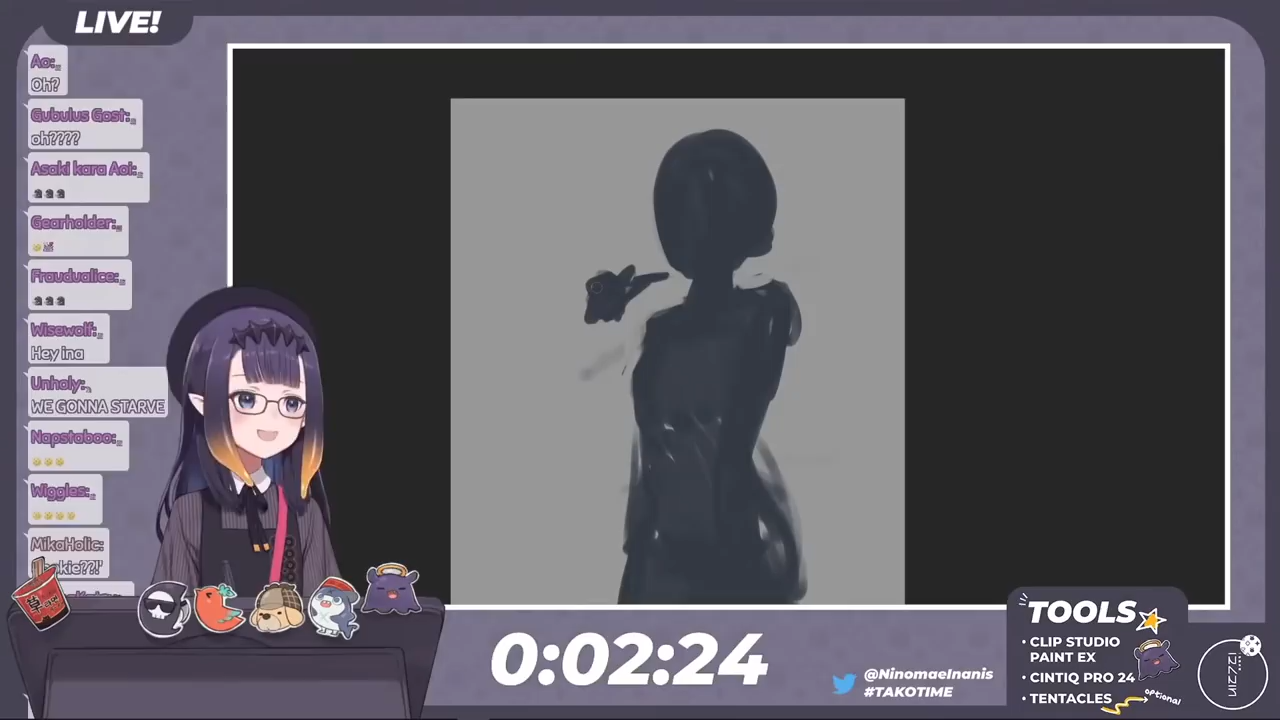 LIVE!
Ao:
Oh?
Gubulus Gost:
oh????
Asaki kara Aoi:
Gearholder:
Fraudualice:
Wisewolf:
Hey ina
Unholy:
WE GONNA STARVE
Napstaboo:
Wiggles:
MikaHolic:
0:02:24
@NinomaeInanis
#TAKOTIME
TOOLS
• CLIP STUDIO
PAINT EX
• CINTIQ PRO 24
• TENTACLES
optional